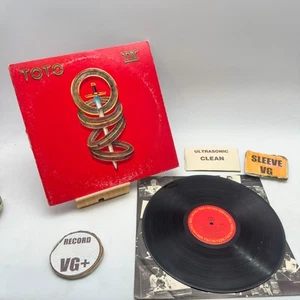 TOTO
IV
ULTRASONIC
CLEAN
SLEEVE
VG
RECORD
VG+